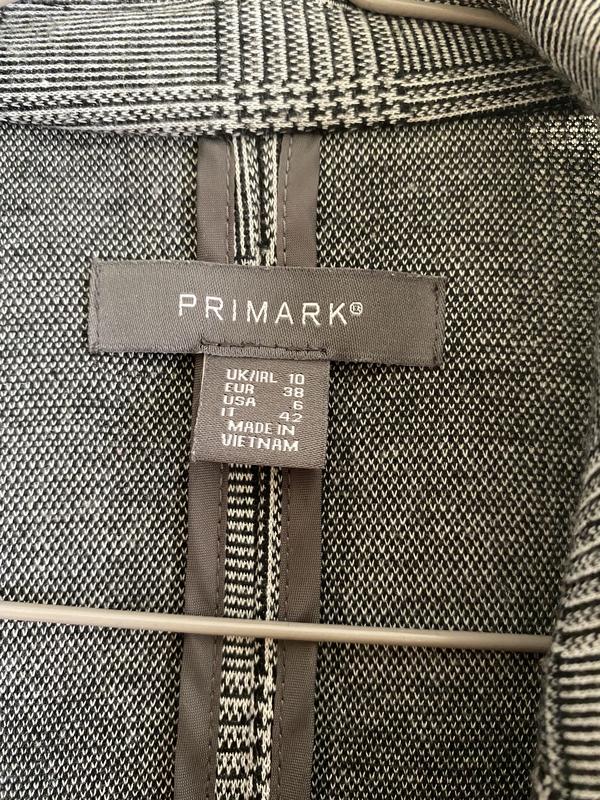 PRIMARK®
UK/IRL 10
EUR 38
USA 6
IT 42
MADE IN
VIETNAM